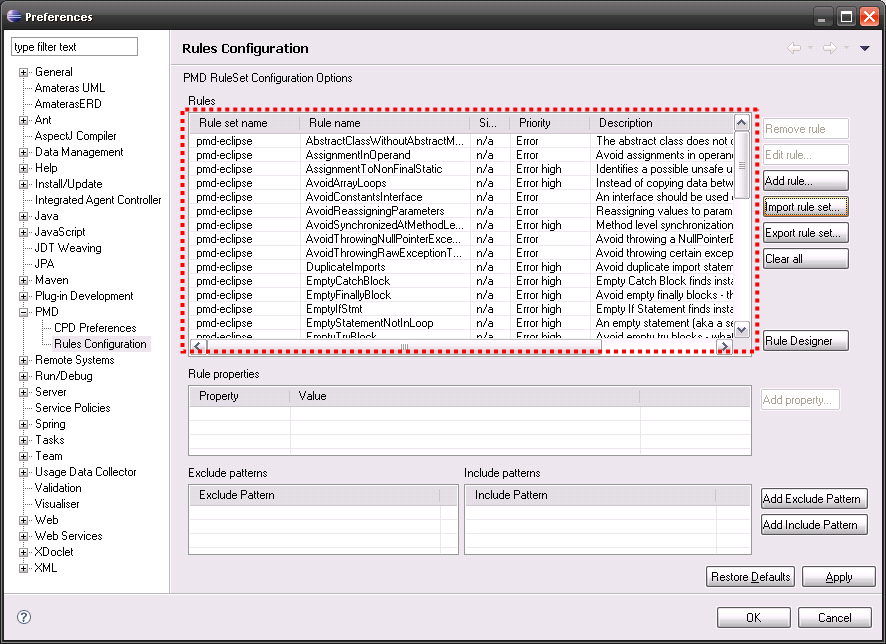 Preferences
type filter text
General
Amateras UML
AmaterasERD
Ant
AspectJ Compiler
Data Management
Help
Install/Update
Integrated Agent Controller
Java
JavaScript
JDT Weaving
JPA
Maven
Plug-in Development
PMD
CPD Preferences
Rules Configuration
Remote Systems
Run/Debug
Server
Service Policies
Spring
Tasks
Team
Usage Data Collector
Validation
Visualiser
Web
Web Services
XDoclet
XML
Rules Configuration
PMD RuleSet Configuration Options
Rules
Rule set name Rule name Si... Priority Description
pmd-eclipse AbstractClassWithoutAbstractM... n/a Error The abstract class does not
pmd-eclipse AssignmentInOperand n/a Error Avoid assignments in operan
pmd-eclipse AssignmentToNonFinalStatic n/a Error high Identifies a possible unsafe u
pmd-eclipse AvoidArrayLoops n/a Error high Instead of copying data betw
pmd-eclipse AvoidConstantsInterface n/a Error An interface should be used
pmd-eclipse AvoidReassigningParameters n/a Error Reassigning values to param
pmd-eclipse AvoidSynchronizedAtMethodLe... n/a Error high Method level synchronization
pmd-eclipse AvoidThrowingNullPointerExce... n/a Error Avoid throwing a NullPointerE
pmd-eclipse AvoidThrowingRawExceptionT... n/a Error Avoid throwing certain excep
pmd-eclipse DuplicateImports n/a Error high Avoid duplicate import statem
pmd-eclipse EmptyCatchBlock n/a Error high Empty Catch Block finds insta
pmd-eclipse EmptyFinallyBlock n/a Error high Avoid empty finally blocks - th
pmd-eclipse EmptyIfStmt n/a Error high Empty If Statement finds insta
pmd-eclipse EmptyStatementNotInLoop n/a Error high An empty statement (aka a se
pmd-eclipse EmptyTryBlock n/a Error high Avoid empty try blocks - what
Remove rule
Edit rule...
Add rule...
Import rule set...
Export rule set...
Clear all
Rule Designer
Rule properties
Property Value
Add property...
Exclude patterns Include patterns
Exclude Pattern Include Pattern
Add Exclude Pattern
Add Include Pattern
Restore Defaults Apply
OK Cancel